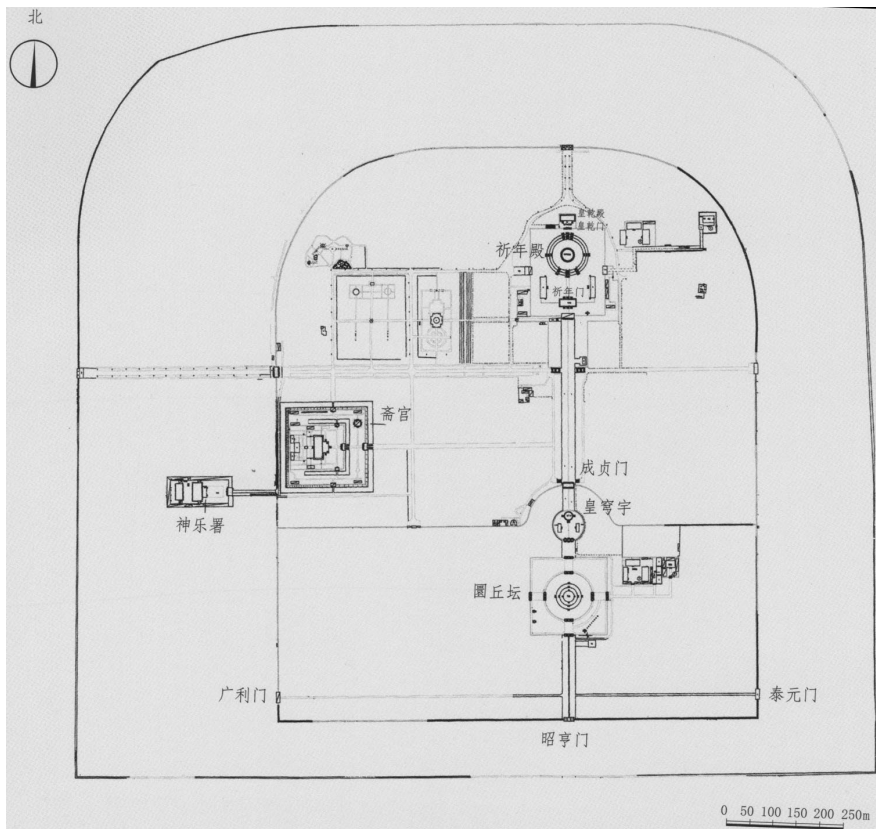 北
皇乾殿
皇乾门
祈年殿
祈年门
斋宫
成贞门
皇穹宇
神乐署
圜丘坛
广利门
泰元门
昭亨门
0 50 100 150 200 250m